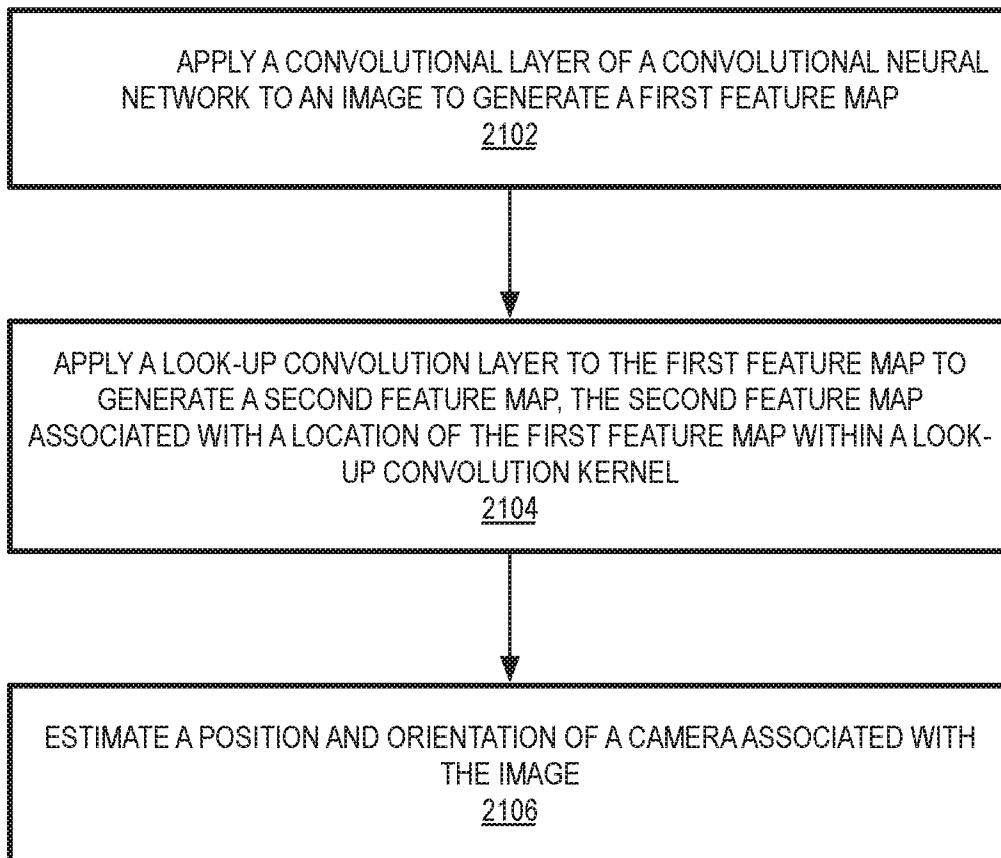 APPLY A CONVOLUTIONAL LAYER OF A CONVOLUTIONAL NEURAL
NETWORK TO AN IMAGE TO GENERATE A FIRST FEATURE MAP
2102
APPLY A LOOK-UP CONVOLUTION LAYER TO THE FIRST FEATURE MAP TO
GENERATE A SECOND FEATURE MAP, THE SECOND FEATURE MAP
ASSOCIATED WITH A LOCATION OF THE FIRST FEATURE MAP WITHIN A LOOK-
UP CONVOLUTION KERNEL
2104
ESTIMATE A POSITION AND ORIENTATION OF A CAMERA ASSOCIATED WITH
THE IMAGE
2106